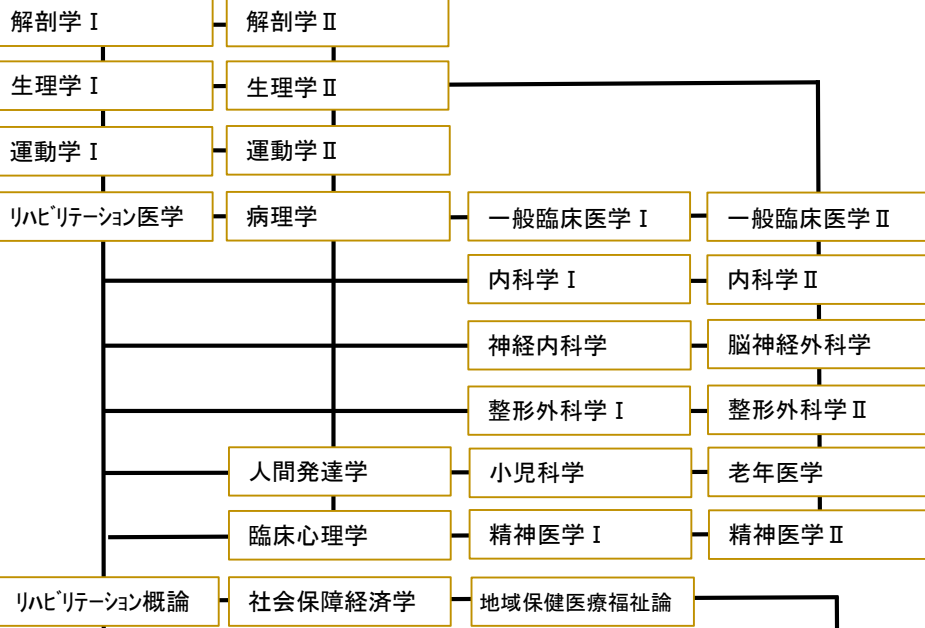 解剖学Ⅰ
解剖学Ⅱ
生理学Ⅰ
生理学Ⅱ
運動学Ⅰ
運動学Ⅱ
ﾘﾊﾋﾞﾘテーション医学
病理学
一般臨床医学Ⅰ
一般臨床医学Ⅱ
内科学Ⅰ
内科学Ⅱ
神経内科学
脳神経外科学
整形外科学Ⅰ
整形外科学Ⅱ
人間発達学
小児科学
老年医学
臨床心理学
精神医学Ⅰ
精神医学Ⅱ
ﾘﾊﾋﾞﾘテーション概論
社会保障経済学
地域保健医療福祉論